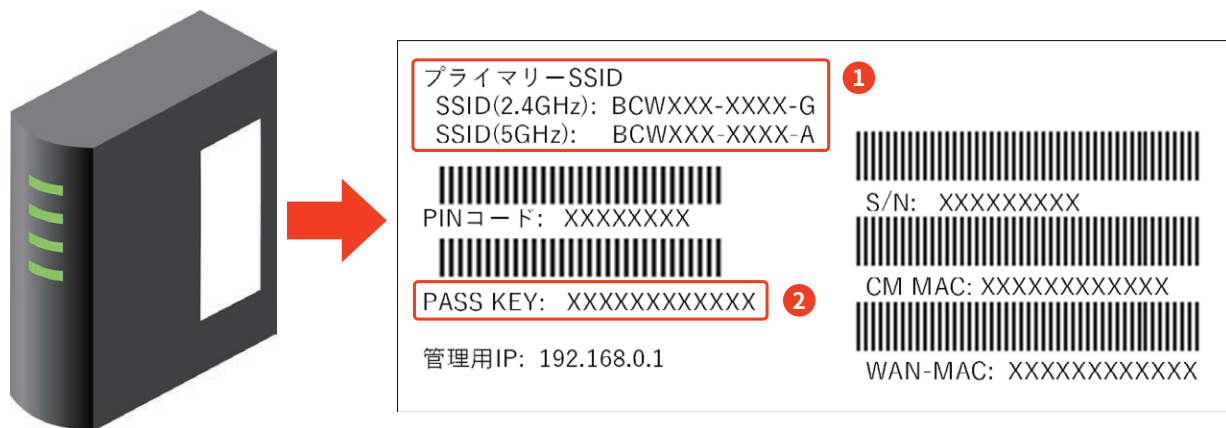 プライマリーSSID
SSID(2.4GHz): BCWXXX-XXXX-G
SSID(5GHz): BCWXXX-XXXX-A
1
PINコード: XXXXXXXX
PASS KEY: XXXXXXXXXXXX
2
管理用IP: 192.168.0.1
S/N: XXXXXXXXX
CM MAC: XXXXXXXXXXXX
WAN-MAC: XXXXXXXXXXXX